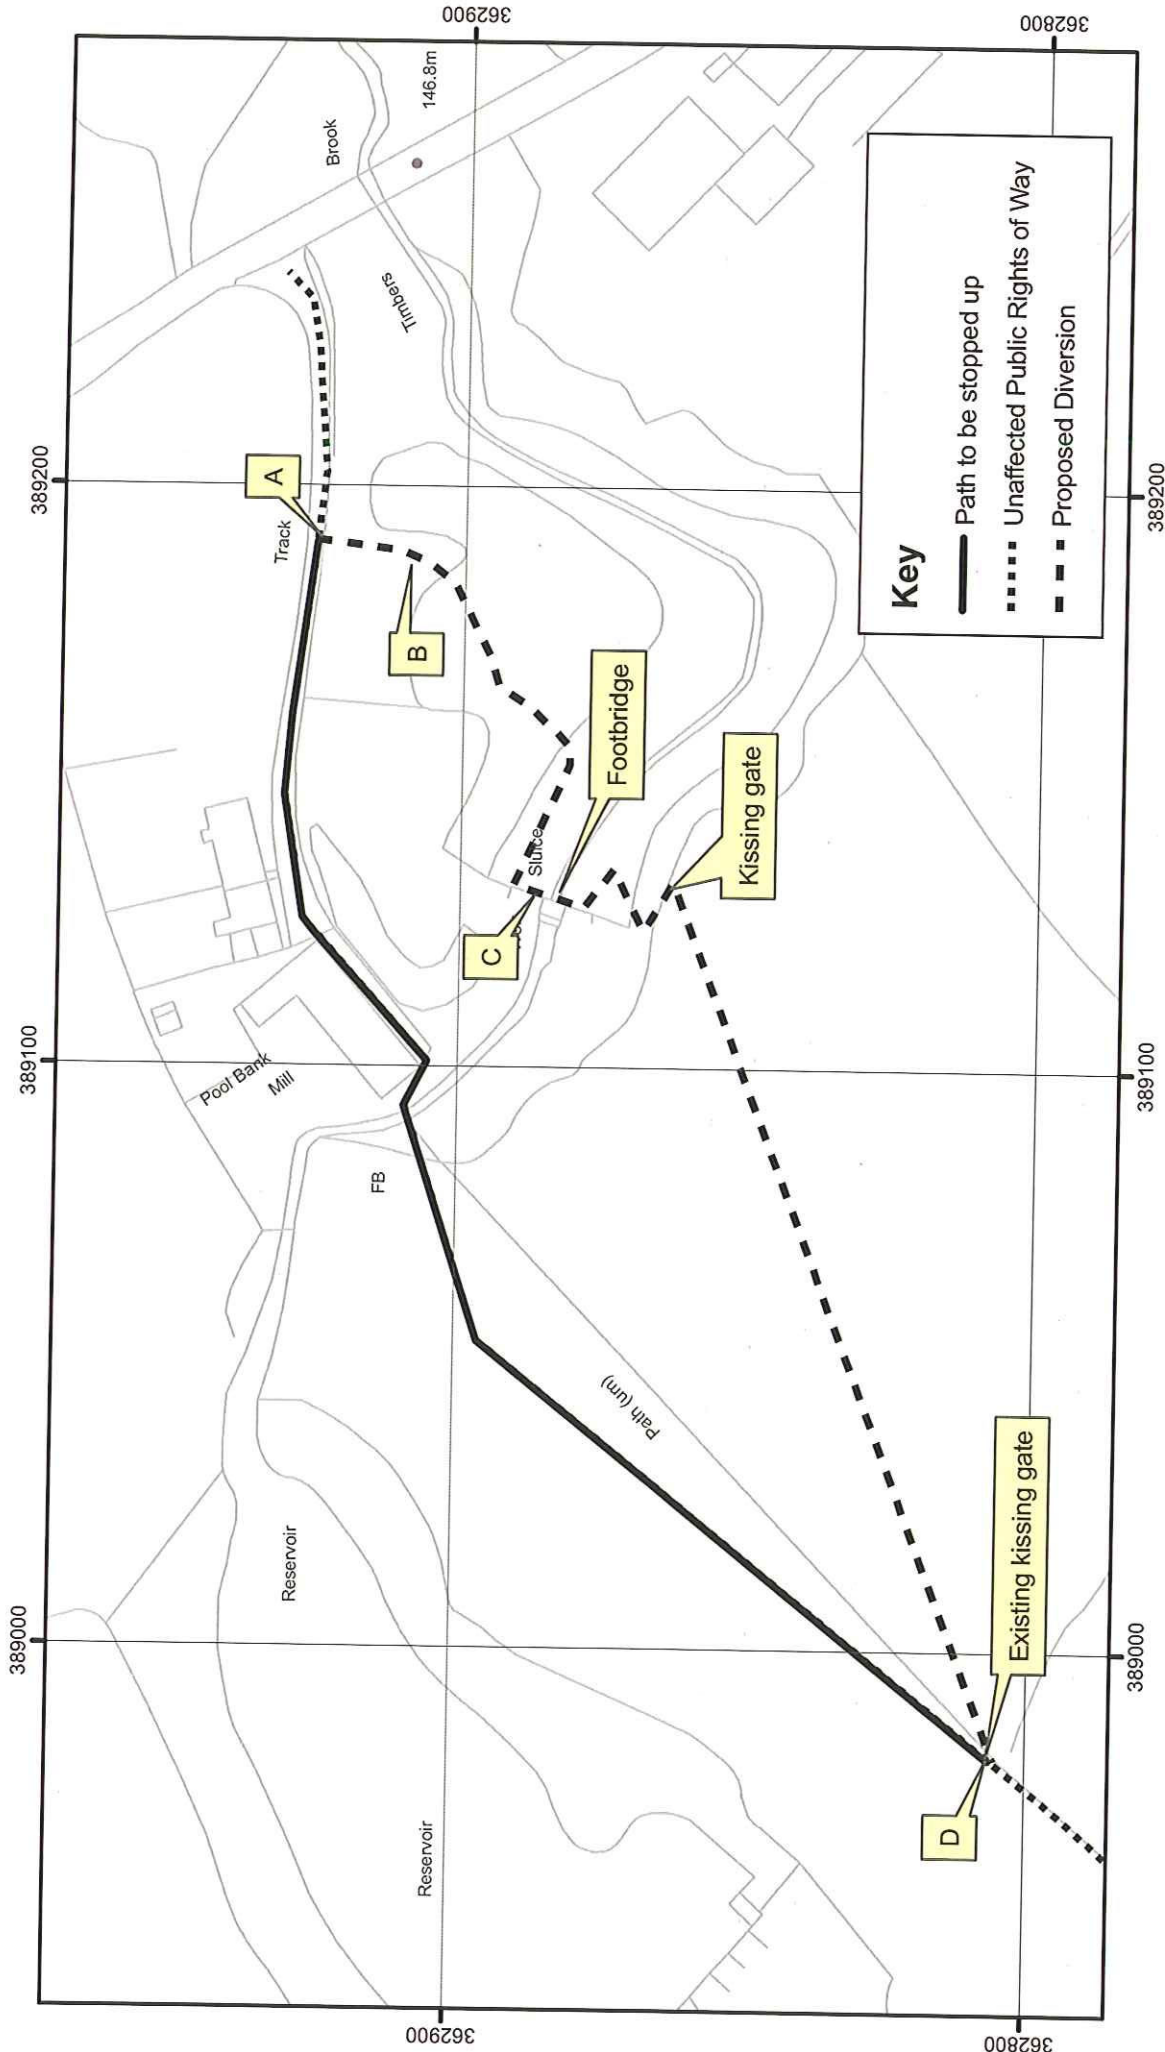 389000
389100
389200
362900
362900
362800
362800
389000
389100
389200
Pool Bank
Mill
Track
A
B
C
D
FB
Sluice
Footbridge
Kissing gate
Existing kissing gate
Path (um)
Reservoir
Reservoir
Timbers
Brook
146.8m
Key
Path to be stopped up
Unaffected Public Rights of Way
Proposed Diversion